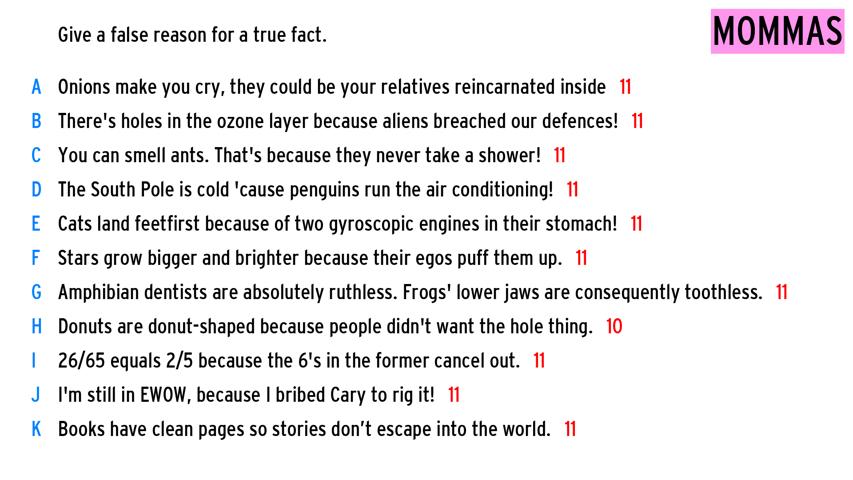 Give a false reason for a true fact.
MOMMAS
A Onions make you cry, they could be your relatives reincarnated inside 11
B There's holes in the ozone layer because aliens breached our defences! 11
C You can smell ants. That's because they never take a shower! 11
D The South Pole is cold 'cause penguins run the air conditioning! 11
E Cats land feetfirst because of two gyroscopic engines in their stomach! 11
F Stars grow bigger and brighter because their egos puff them up. 11
G Amphibian dentists are absolutely ruthless. Frogs' lower jaws are consequently toothless. 11
H Donuts are donut-shaped because people didn't want the hole thing. 10
I 26/65 equals 2/5 because the 6's in the former cancel out. 11
J I'm still in EWOW, because I bribed Cary to rig it! 11
K Books have clean pages so stories don’t escape into the world. 11